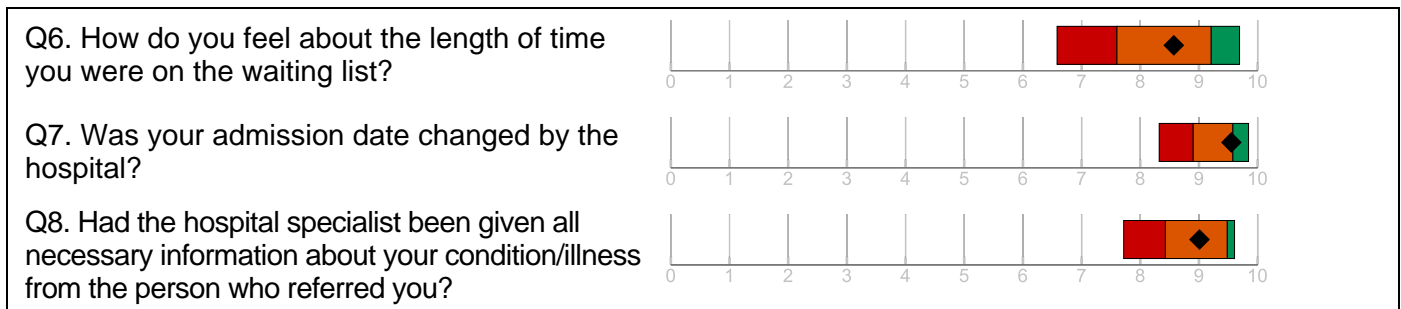 Q6. How do you feel about the length of time
you were on the waiting list?
0 1 2 3 4 5 6 7 8 9 10
Q7. Was your admission date changed by the
hospital?
0 1 2 3 4 5 6 7 8 9 10
Q8. Had the hospital specialist been given all
necessary information about your condition/illness
from the person who referred you?
0 1 2 3 4 5 6 7 8 9 10